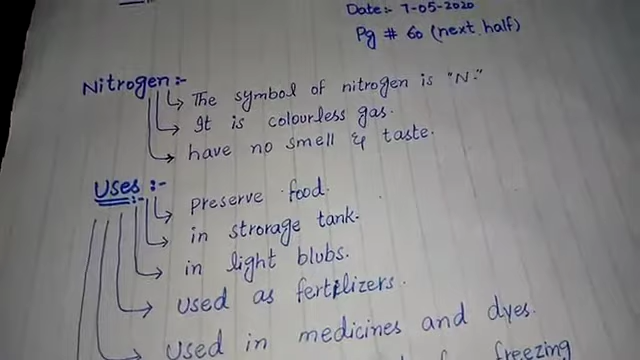 Date:- 7-05-2020
Pg # 60 (next half)
Nitrogen:-
The symbol of nitrogen is "N."
It is colourless gas.
have no smell & taste.
Uses:-
preserve food.
in strorage tank.
in light blubs.
used as fertilizers.
used in medicines and dyes.
freezing